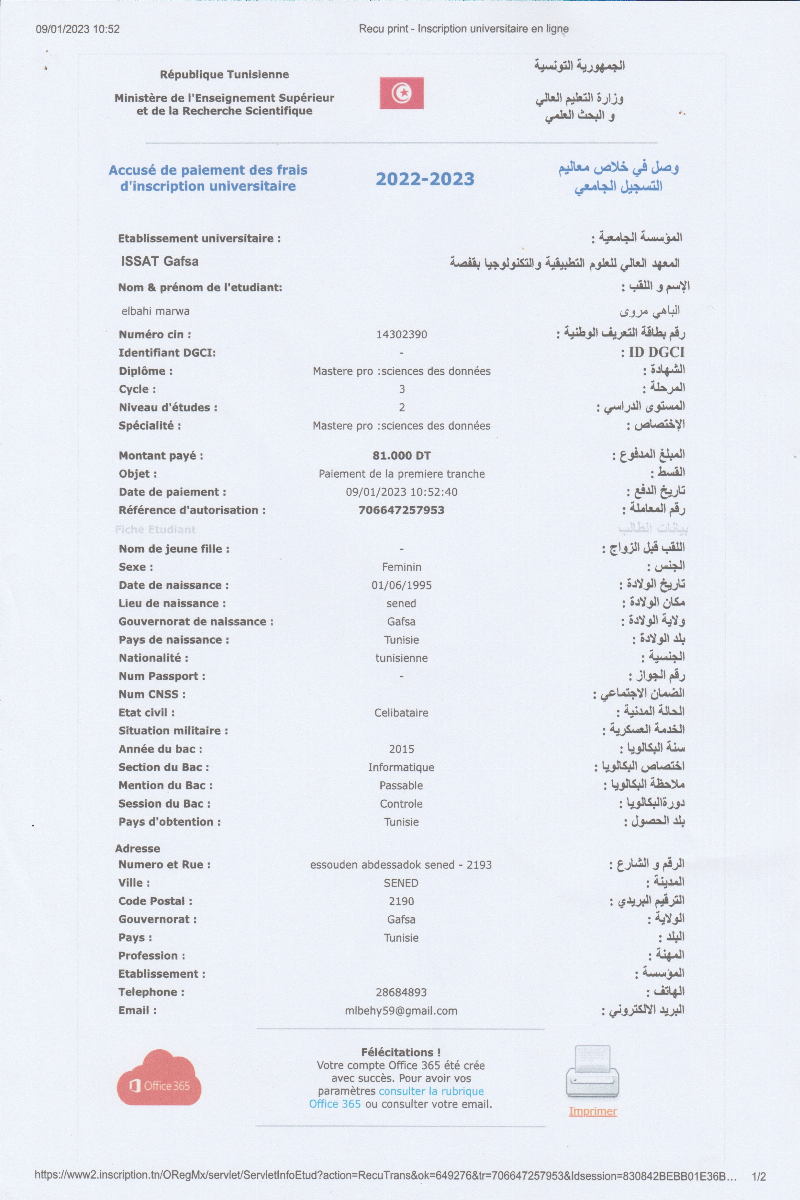 09/01/2023 10:52 Recu print - Inscription universitaire en ligne
République Tunisienne الجمهورية التونسية
Ministère de l'Enseignement Supérieur وزارة التعليم العالي
et de la Recherche Scientifique و البحث العلمي
Accusé de paiement des frais 2022-2023 وصل في خلاص معاليم
d'inscription universitaire التسجيل الجامعي
Etablissement universitaire : المؤسسة الجامعية :
ISSAT Gafsa المعهد العالي للعلوم التطبيقية والتكنولوجيا بقفصة
Nom & prénom de l'etudiant: الإسم و اللقب :
elbahi marwa الباهي مروى
Numéro cin : 14302390 رقم بطاقة التعريف الوطنية :
Identifiant DGCI: - ID DGCI :
Diplôme : Mastere pro :sciences des données الشهادة :
Cycle : 3 المرحلة :
Niveau d'études : 2 المستوى الدراسي :
Spécialité : Mastere pro :sciences des données الإختصاص :
Montant payé : 81.000 DT المبلغ المدفوع :
Objet : Paiement de la premiere tranche القسط :
Date de paiement : 09/01/2023 10:52:40 تاريخ الدفع :
Référence d'autorisation : 706647257953 رقم المعاملة :
Fiche Etudiant بيانات الطالب
Nom de jeune fille : - اللقب قبل الزواج :
Sexe : Feminin الجنس :
Date de naissance : 01/06/1995 تاريخ الولادة :
Lieu de naissance : sened مكان الولادة :
Gouvernorat de naissance : Gafsa ولاية الولادة :
Pays de naissance : Tunisie بلد الولادة :
Nationalité : tunisienne الجنسية :
Num Passport : - رقم الجواز :
Num CNSS : الضمان الاجتماعي :
Etat civil : Celibataire الحالة المدنية :
Situation militaire : الخدمة العسكرية :
Année du bac : 2015 سنة البكالوريا :
Section du Bac : Informatique اختصاص البكالوريا :
Mention du Bac : Passable ملاحظة البكالوريا :
Session du Bac : Controle دورةالبكالوريا :
Pays d'obtention : Tunisie بلد الحصول :
Adresse
Numero et Rue : essouden abdessadok sened - 2193 الرقم و الشارع :
Ville : SENED المدينة :
Code Postal : 2190 الترقيم البريدي :
Gouvernorat : Gafsa الولاية :
Pays : Tunisie البلد :
Profession : المهنة :
Etablissement : المؤسسة :
Telephone : 28684893 الهاتف :
Email : mlbehy59@gmail.com البريد الالكتروني :
Félécitations !
Votre compte Office 365 été crée
avec succès. Pour avoir vos
paramètres consulter la rubrique
Office 365 ou consulter votre email.
Office 365
Imprimer
https://www2.inscription.tn/ORegMx/servlet/ServletInfoEtud?action=RecuTrans&ok=649276&tr=706647257953&Idsession=830842BEBB01E36B... 1/2